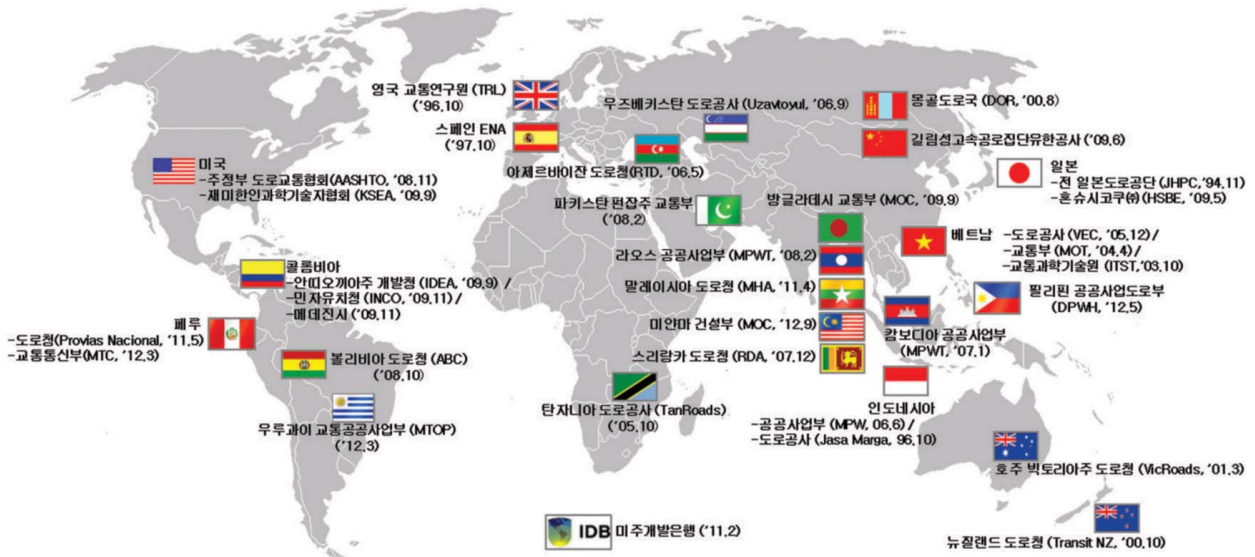 영국 교통연구원 (TRL)
('96.10)
스페인 ENA
('97.10)
우즈베키스탄 도로공사 (Uzavtoyul, '06.9)
몽골도로국 (DOR, '00.8)
길림성고속공로집단유한공사 ('09.6)
아제르바이잔 도로청(RTD, '06.5)
미국
-주정부 도로교통협회(AASHTO, '08.11)
-재미한인과학기술자협회 (KSEA, '09.9)
일본
-전 일본도로공단 (JHPC,'94.11)
-혼슈시코쿠㈜ (HSBE, '09.5)
파키스탄 펀잡주 교통부
('08.2)
방글라데시 교통부 (MOC, '09.9)
베트남
-도로공사 (VEC, '05.12) /
-교통부 (MOT, '04.4) /
-교통과학기술원 (ITST,'03.10)
라오스 공공사업부 (MPWT, '08.2)
콜롬비아
-안띠오끼아주 개발청 (IDEA, '09.9) /
-민자유치청 (INCO, '09.11) /
-메데진시 ('09.11)
말레이시아 도로청 (MHA, '11.4)
필리핀 공공사업도로부
(DPWH, '12.5)
페루
-도로청(Provias Nacional, '11.5)
-교통통신부(MTC, '12.3)
미얀마 건설부 (MOC, '12.9)
캄보디아 공공사업부
(MPWT, '07.1)
볼리비아 도로청 (ABC)
('08.10)
스리랑카 도로청 (RDA, '07.12)
탄자니아 도로공사 (TanRoads)
('05.10)
인도네시아
-공공사업부 (MPW, 06.6) /
-도로공사 (Jasa Marga, 96.10)
우루과이 교통공공사업부 (MTOP)
('12.3)
호주 빅토리아주 도로청 (VicRoads, '01.3)
IDB 미주개발은행 ('11.2)
뉴질랜드 도로청 (Transit NZ, '00.10)